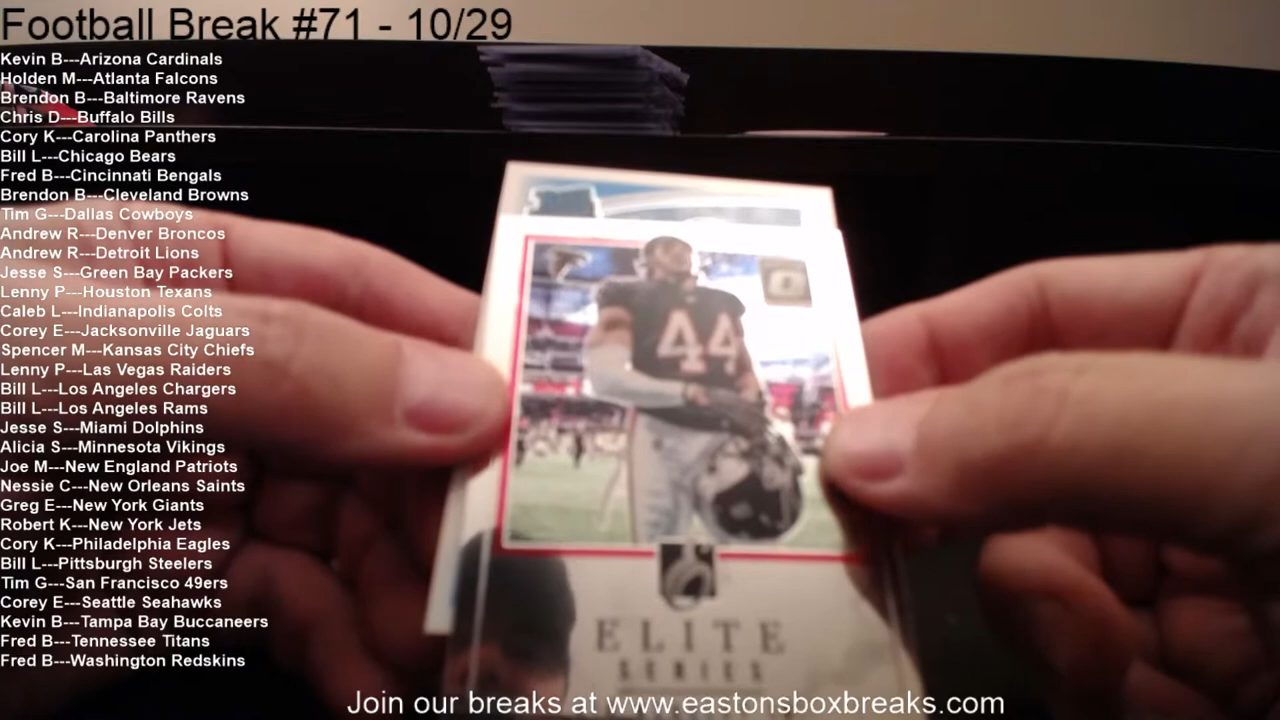 Football Break #71 - 10/29
Kevin B---Arizona Cardinals
Holden M---Atlanta Falcons
Brendon B---Baltimore Ravens
Chris D---Buffalo Bills
Cory K---Carolina Panthers
Bill L---Chicago Bears
Fred B---Cincinnati Bengals
Brendon B---Cleveland Browns
Tim G---Dallas Cowboys
Andrew R---Denver Broncos
Andrew R---Detroit Lions
Jesse S---Green Bay Packers
Lenny P---Houston Texans
Caleb L---Indianapolis Colts
Corey E---Jacksonville Jaguars
Spencer M---Kansas City Chiefs
Lenny P---Las Vegas Raiders
Bill L---Los Angeles Chargers
Bill L---Los Angeles Rams
Jesse S---Miami Dolphins
Alicia S---Minnesota Vikings
Joe M---New England Patriots
Nessie C---New Orleans Saints
Greg E---New York Giants
Robert K---New York Jets
Cory K---Philadelphia Eagles
Bill L---Pittsburgh Steelers
Tim G---San Francisco 49ers
Corey E---Seattle Seahawks
Kevin B---Tampa Bay Buccaneers
Fred B---Tennessee Titans
Fred B---Washington Redskins
44
ELITE
SERIES
Join our breaks at www.eastonsboxbreaks.com